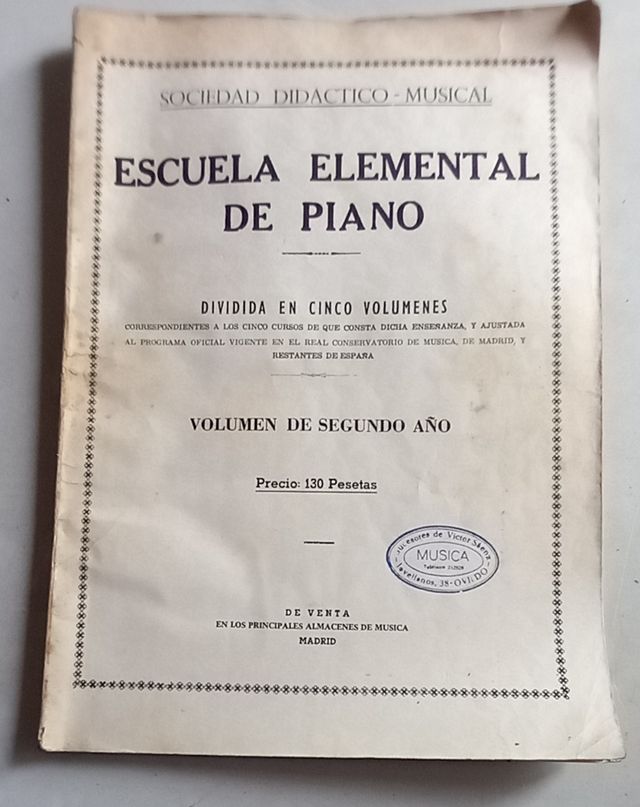 SOCIEDAD DIDACTICO - MUSICAL
ESCUELA ELEMENTAL
DE PIANO
DIVIDIDA EN CINCO VOLUMENES
CORRESPONDIENTES A LOS CINCO CURSOS DE QUE CONSTA DICHA ENSEÑANZA, Y AJUSTADA
AL PROGRAMA OFICIAL VIGENTE EN EL REAL CONSERVATORIO DE MUSICA, DE MADRID, Y
RESTANTES DE ESPAÑA
VOLUMEN DE SEGUNDO AÑO
Precio: 130 Pesetas
Sucesores de Víctor Sáenz
MUSICA
Teléfono
Jovellanos, 38-OVIEDO
DE VENTA
EN LOS PRINCIPALES ALMACENES DE MUSICA
MADRID